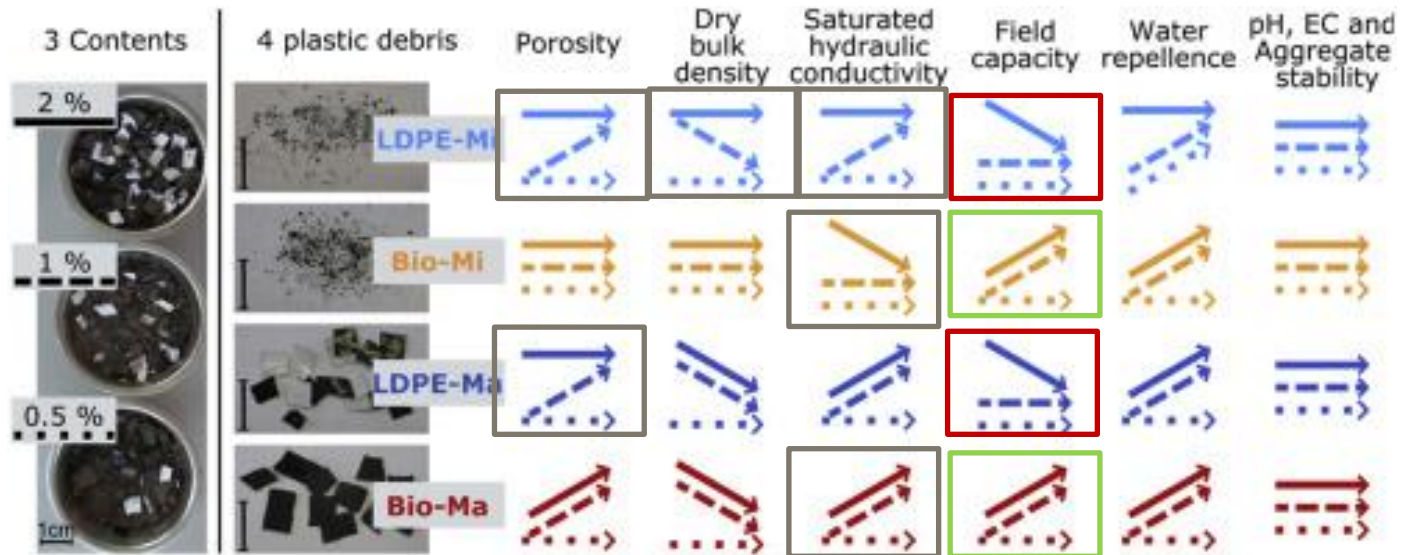 3 Contents
4 plastic debris
Porosity
Dry
bulk
density
Saturated
hydraulic
conductivity
Field
capacity
Water
repellence
pH, EC and
Aggregate
stability
2 %
LDPE-Mi
Bio-Mi
1 %
LDPE-Ma
0.5 %
Bio-Ma
1cm